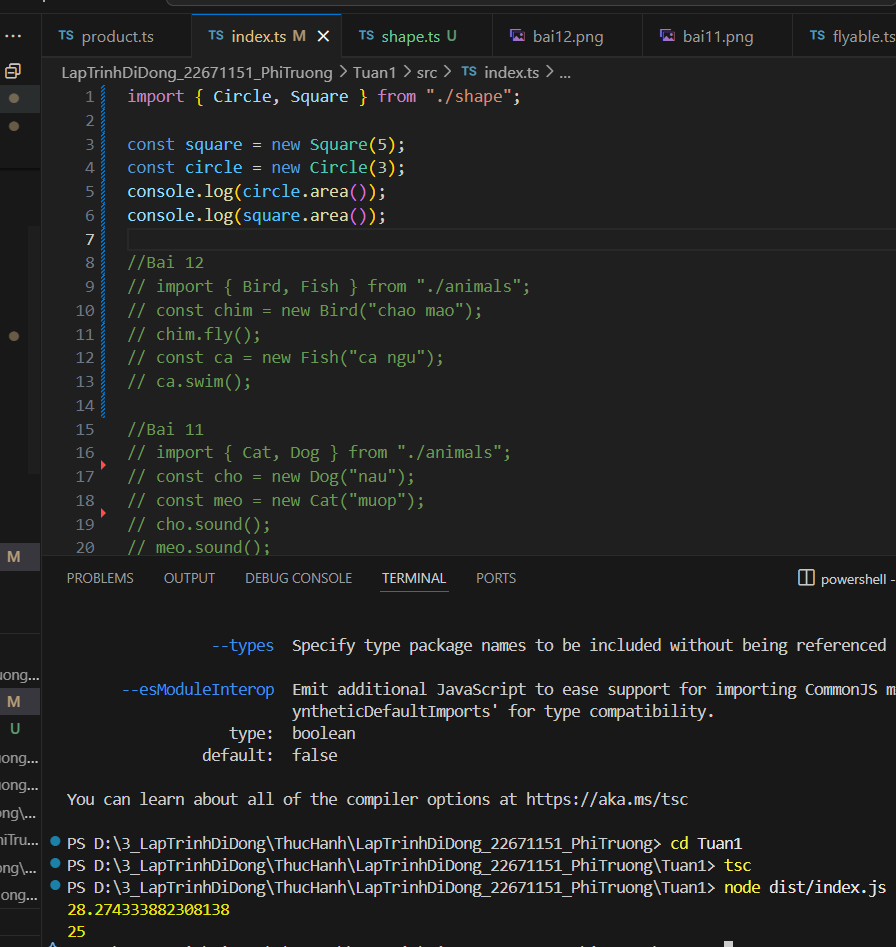 TS product.ts TS index.ts M TS shape.ts U bai12.png bai11.png TS flyable.ts
LapTrinhDiDong_22671151_PhiTruong > Tuan1 > src > TS index.ts > ...
1 import { Circle, Square } from "./shape";
2
3 const square = new Square(5);
4 const circle = new Circle(3);
5 console.log(circle.area());
6 console.log(square.area());
7
8 //Bai 12
9 // import { Bird, Fish } from "./animals";
10 // const chim = new Bird("chao mao");
11 // chim.fly();
12 // const ca = new Fish("ca ngu");
13 // ca.swim();
14
15 //Bai 11
16 // import { Cat, Dog } from "./animals";
17 // const cho = new Dog("nau");
18 // const meo = new Cat("muop");
19 // cho.sound();
20 // meo.sound();
M
PROBLEMS OUTPUT DEBUG CONSOLE TERMINAL PORTS powershell -
--types Specify type package names to be included without being referenced
uong...
--esModuleInterop Emit additional JavaScript to ease support for importing CommonJS m
M
yntheticDefaultImports' for type compatibility.
U
type: boolean
default: false
ong...
ong...
You can learn about all of the compiler options at https://aka.ms/tsc
ng\...
iTru...
PS D:\3_LapTrinhDiDong\ThucHanh\LapTrinhDiDong_22671151_PhiTruong> cd Tuan1
PS D:\3_LapTrinhDiDong\ThucHanh\LapTrinhDiDong_22671151_PhiTruong\Tuan1> tsc
ng\...
PS D:\3_LapTrinhDiDong\ThucHanh\LapTrinhDiDong_22671151_PhiTruong\Tuan1> node dist/index.js
ong...
28.274333882308138
25